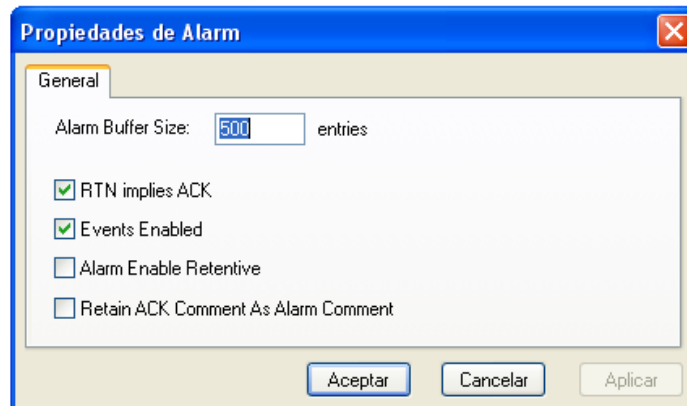 Propiedades de Alarm
General
Alarm Buffer Size: 500 entries
RTN implies ACK
Events Enabled
Alarm Enable Retentive
Retain ACK Comment As Alarm Comment
Aceptar Cancelar Aplicar